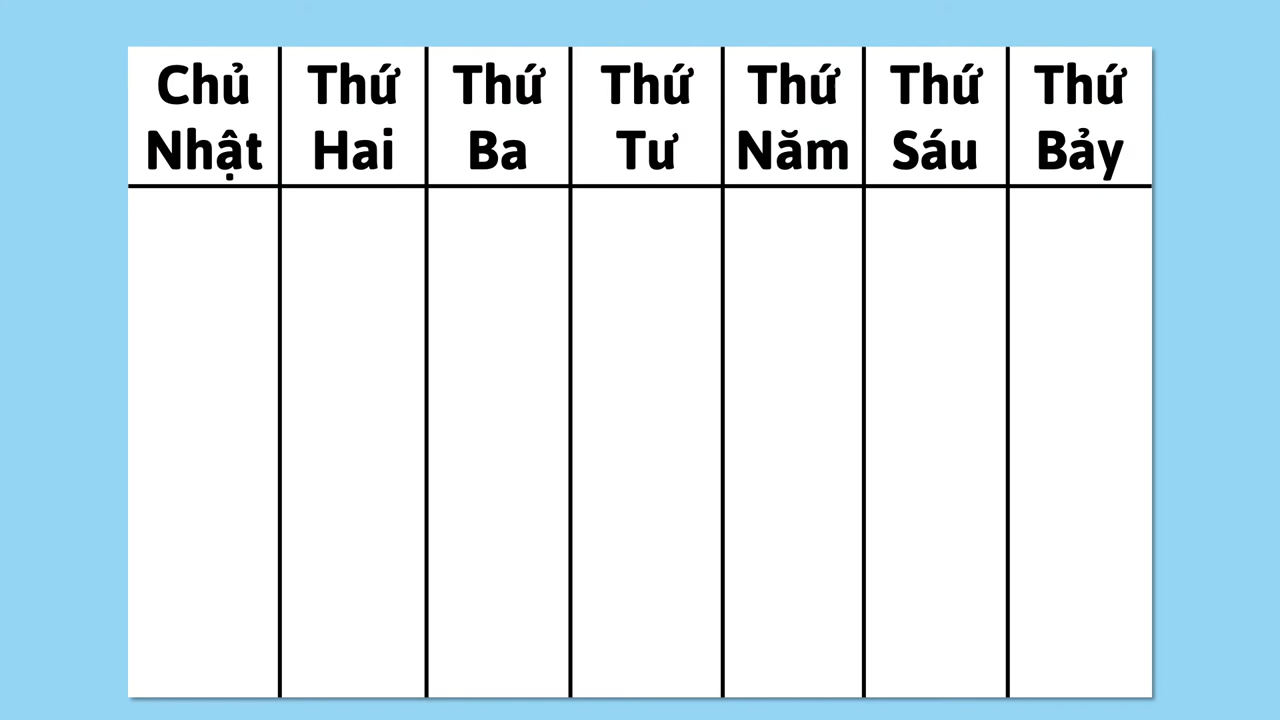 Chủ Nhật
Thứ Hai
Thứ Ba
Thứ Tư
Thứ Năm
Thứ Sáu
Thứ Bảy